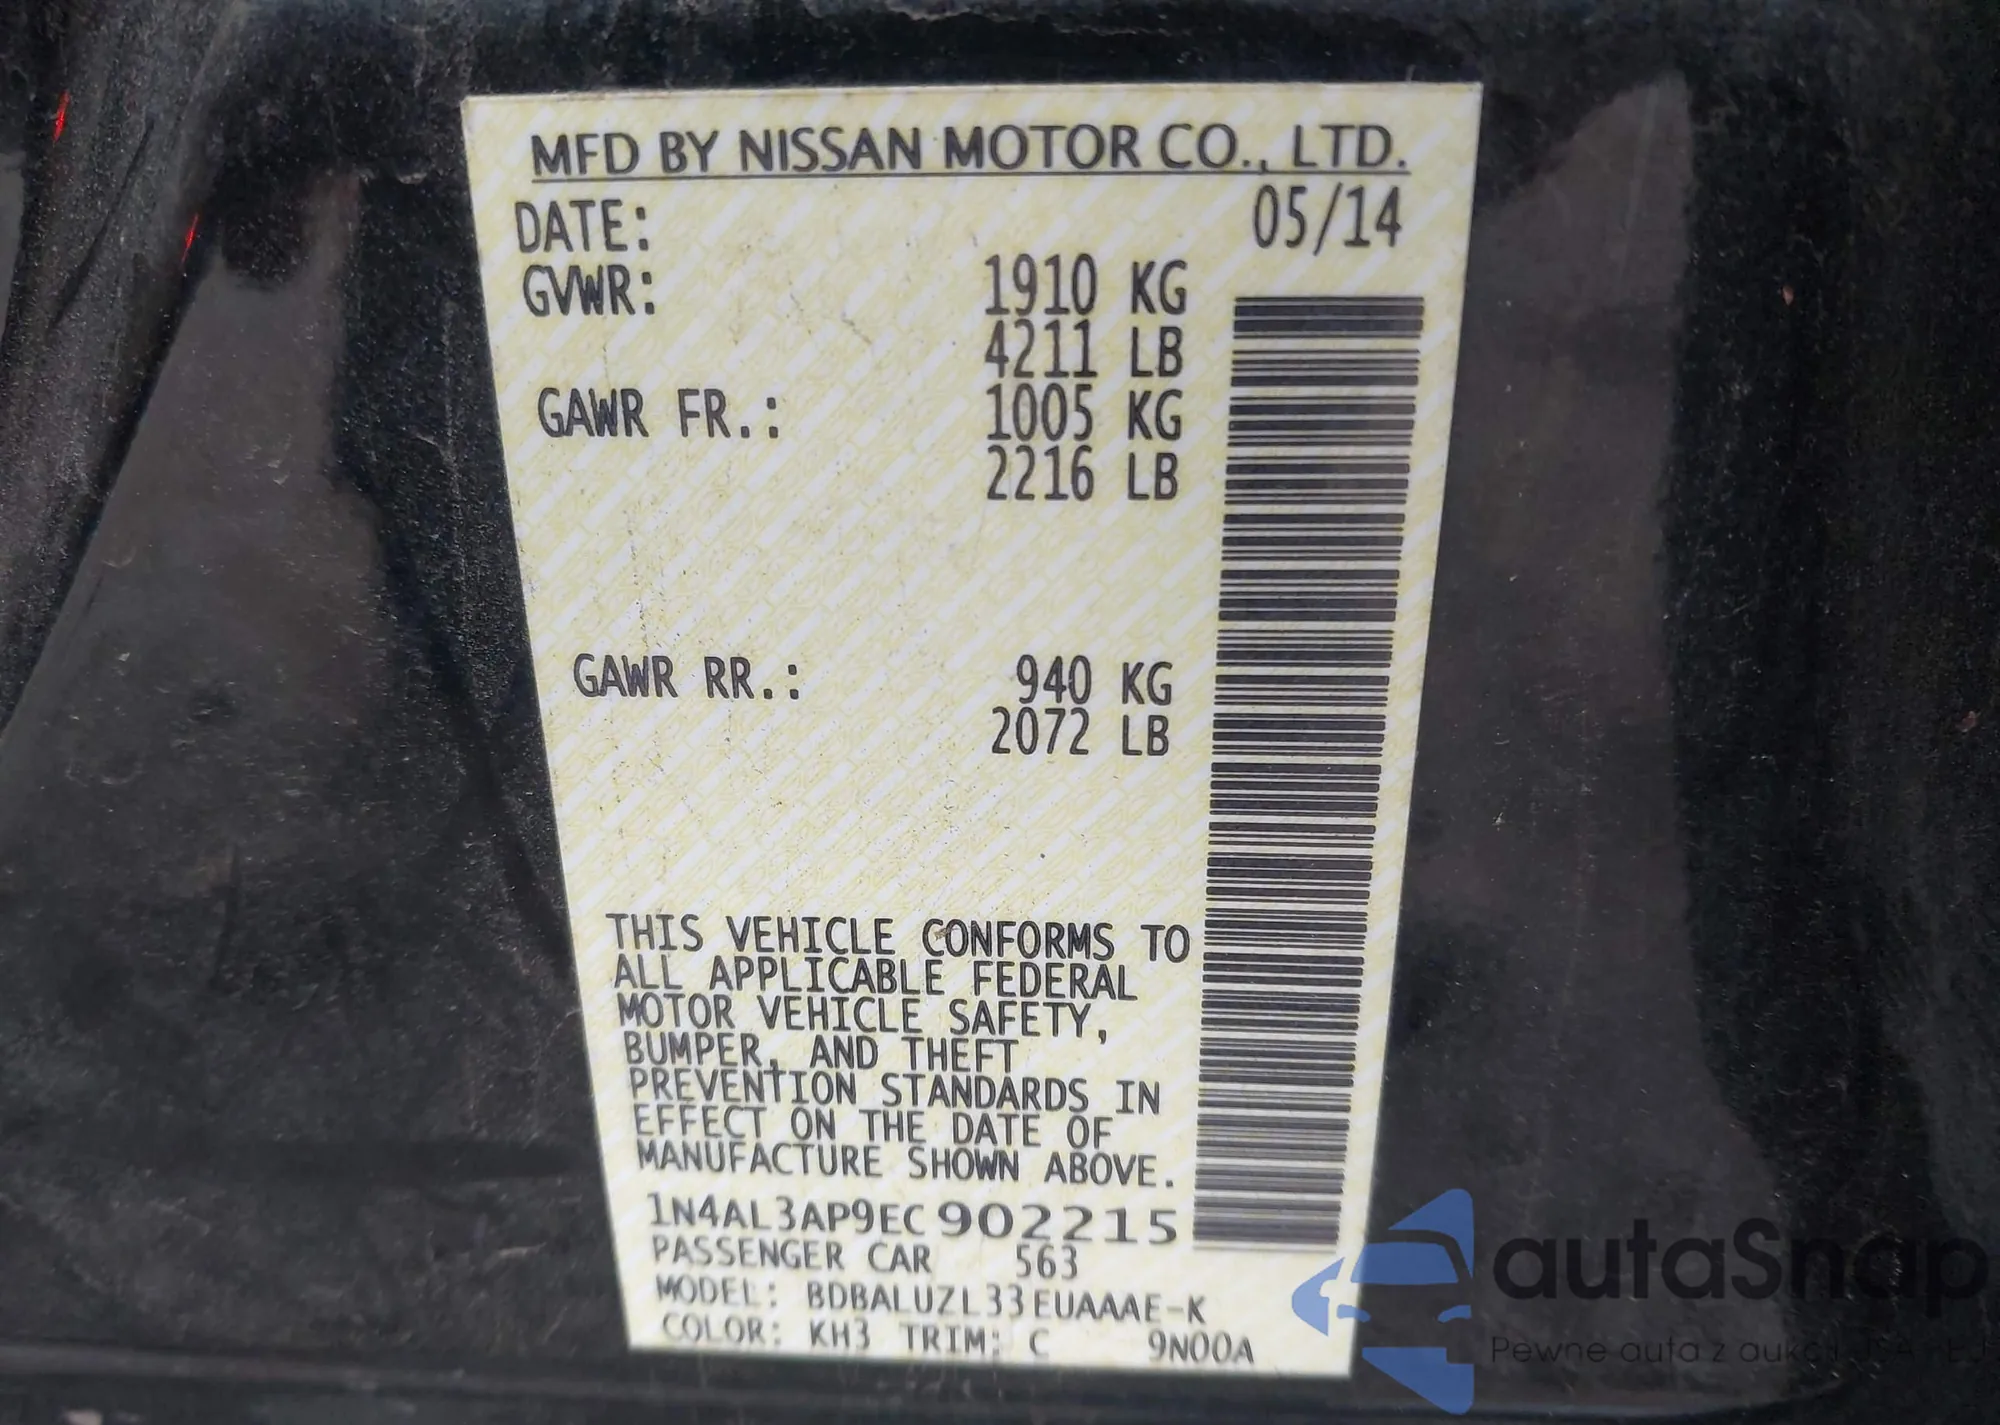 MFD BY NISSAN MOTOR CO., LTD.
DATE: 05/14
GVWR: 1910 KG
4211 LB
GAWR FR.: 1005 KG
2216 LB
GAWR RR.: 940 KG
2072 LB
THIS VEHICLE CONFORMS TO
ALL APPLICABLE FEDERAL
MOTOR VEHICLE SAFETY,
BUMPER, AND THEFT
PREVENTION STANDARDS IN
EFFECT ON THE DATE OF
MANUFACTURE SHOWN ABOVE.
1N4AL3AP9EC902215
PASSENGER CAR 563
MODEL: BDBALUZL33EUAAAE-K
COLOR: KH3 TRIM: C 9N00A
autaSnap
Pewne auta z